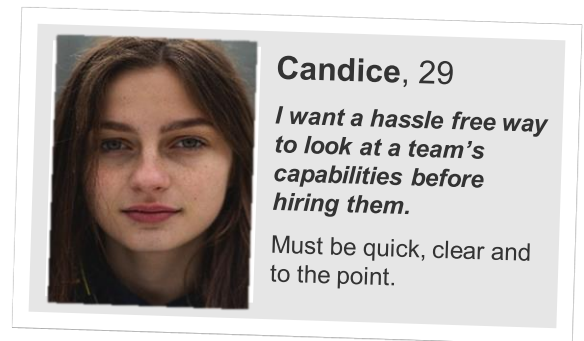 Candice, 29
I want a hassle free way
to look at a team’s
capabilities before
hiring them.
Must be quick, clear and
to the point.